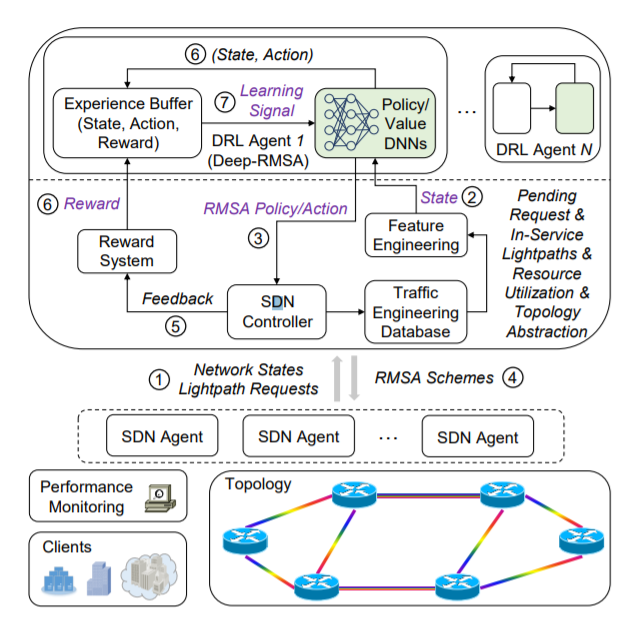 ⑥ (State, Action)
Experience Buffer
(State, Action,
Reward)
⑦ Learning
Signal
DRL Agent 1
(Deep-RMSA)
Policy/
Value
DNNs
...
DRL Agent N
⑥ Reward
RMSA Policy/Action
③
State ②
Reward
System
Feature
Engineering
Pending
Request &
In-Service
Lightpaths &
Resource
Utilization &
Topology
Abstraction
Feedback
⑤
SDN
Controller
Traffic
Engineering
Database
① Network States
Lightpath Requests
RMSA Schemes ④
SDN Agent
SDN Agent
...
SDN Agent
Performance
Monitoring
Clients
Topology